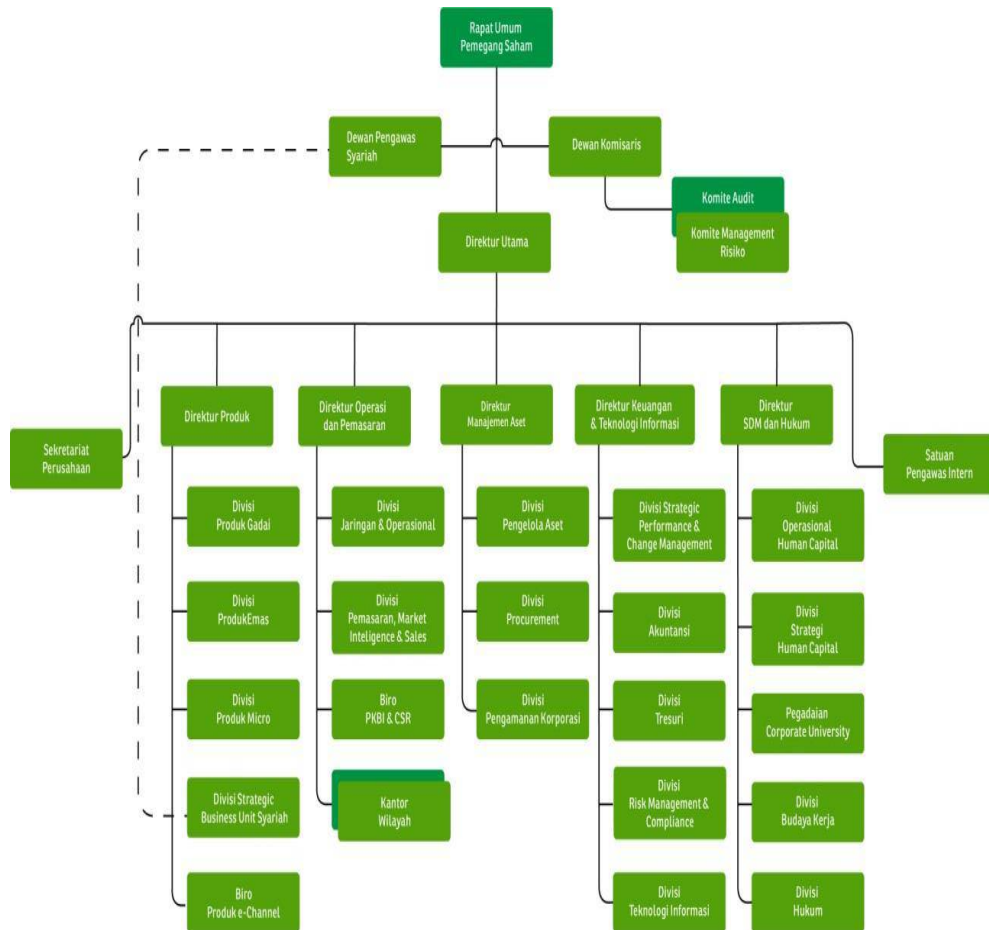 Rapat Umum
Pemegang Saham
Dewan Pengawas
Syariah
Dewan Komisaris
Komite Audit
Komite Management
Risiko
Direktur Utama
Sekretariat
Perusahaan
Direktur Produk
Direktur Operasi
dan Pemasaran
Direktur
Manajemen Aset
Direktur Keuangan
& Teknologi Informasi
Direktur
SDM dan Hukum
Satuan
Pengawas Intern
Divisi
Produk Gadai
Divisi
ProdukEmas
Divisi
Produk Micro
Divisi Strategic
Business Unit Syariah
Biro
Produk e-Channel
Divisi
Jaringan & Operasional
Divisi
Pemasaran, Market
Inteligence & Sales
Biro
PKBI & CSR
Kantor
Wilayah
Divisi
Pengelola Aset
Divisi
Procurement
Divisi
Pengamanan Korporasi
Divisi Strategic
Performance &
Change Management
Divisi
Akuntansi
Divisi
Tresuri
Divisi
Risk Management &
Compliance
Divisi
Teknologi Informasi
Divisi
Operasional
Human Capital
Divisi
Strategi
Human Capital
Pegadaian
Corporate University
Divisi
Budaya Kerja
Divisi
Hukum